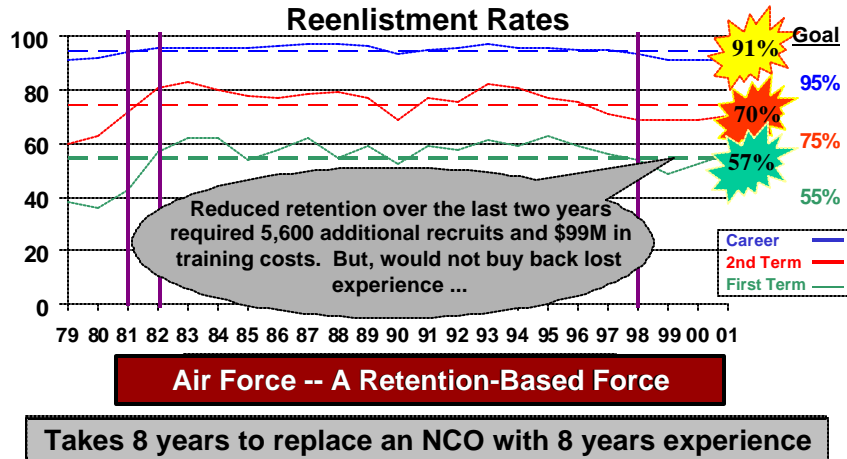 Reenlistment Rates
Goal
100
80
60
40
20
0
91%
95%
70%
75%
57%
55%
Reduced retention over the last two years
required 5,600 additional recruits and $99M in
training costs. But, would not buy back lost
experience ...
Career
2nd Term
First Term
79 80 81 82 83 84 85 86 87 88 89 90 91 92 93 94 95 96 97 98 99 00 01
Air Force -- A Retention-Based Force
Takes 8 years to replace an NCO with 8 years experience